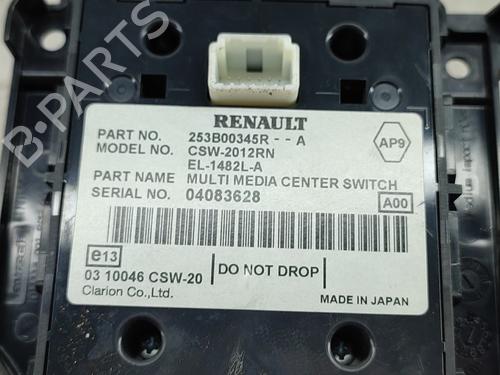 RENAULT
PART NO. 253B00345R - - A
MODEL NO. CSW-2012RN
EL-1482L-A
AP9
PART NAME MULTI MEDIA CENTER SWITCH
SERIAL NO. 04083628
A00
e13
03 10046 CSW-20
DO NOT DROP
Clarion Co.,Ltd.
MADE IN JAPAN